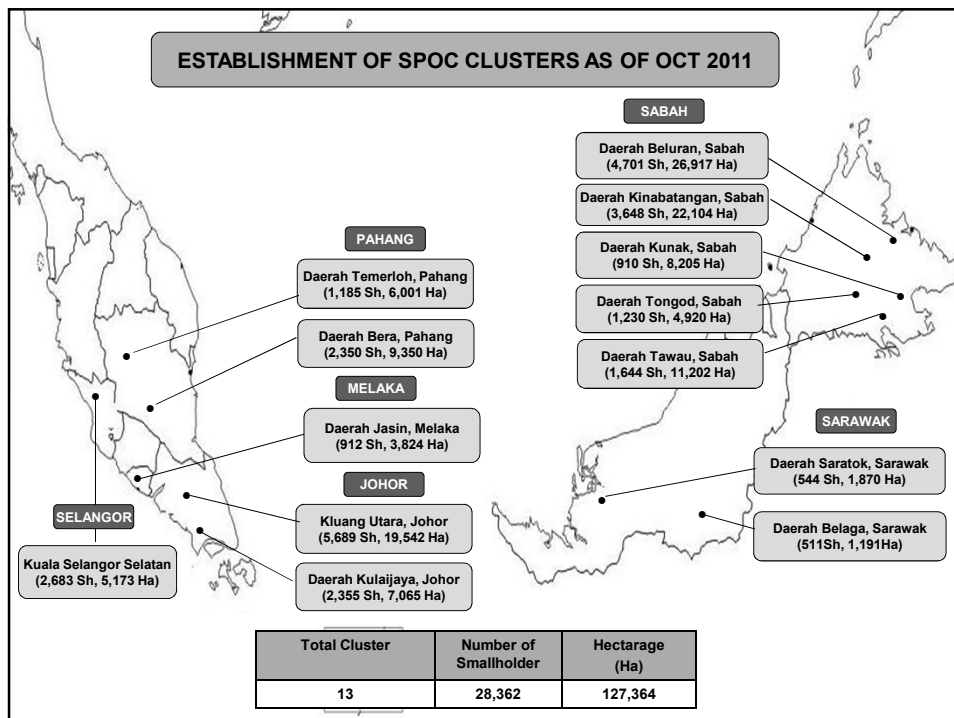 ESTABLISHMENT OF SPOC CLUSTERS AS OF OCT 2011
SABAH
Daerah Beluran, Sabah
(4,701 Sh, 26,917 Ha)
Daerah Kinabatangan, Sabah
(3,648 Sh, 22,104 Ha)
Daerah Kunak, Sabah
(910 Sh, 8,205 Ha)
Daerah Tongod, Sabah
(1,230 Sh, 4,920 Ha)
Daerah Tawau, Sabah
(1,644 Sh, 11,202 Ha)
PAHANG
Daerah Temerloh, Pahang
(1,185 Sh, 6,001 Ha)
Daerah Bera, Pahang
(2,350 Sh, 9,350 Ha)
MELAKA
Daerah Jasin, Melaka
(912 Sh, 3,824 Ha)
JOHOR
Kluang Utara, Johor
(5,689 Sh, 19,542 Ha)
Daerah Kulaijaya, Johor
(2,355 Sh, 7,065 Ha)
SELANGOR
Kuala Selangor Selatan
(2,683 Sh, 5,173 Ha)
SARAWAK
Daerah Saratok, Sarawak
(544 Sh, 1,870 Ha)
Daerah Belaga, Sarawak
(511Sh, 1,191Ha)
Total Cluster
Number of
Smallholder
Hectarage
(Ha)
13
28,362
127,364